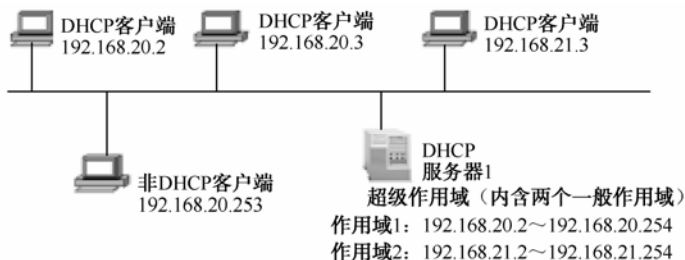 DHCP客户端
192.168.20.2
DHCP客户端
192.168.20.3
DHCP客户端
192.168.21.3
非DHCP客户端
192.168.20.253
DHCP
服务器1
超级作用域（内含两个一般作用域）
作用域1：192.168.20.2～192.168.20.254
作用域2：192.168.21.2～192.168.21.254